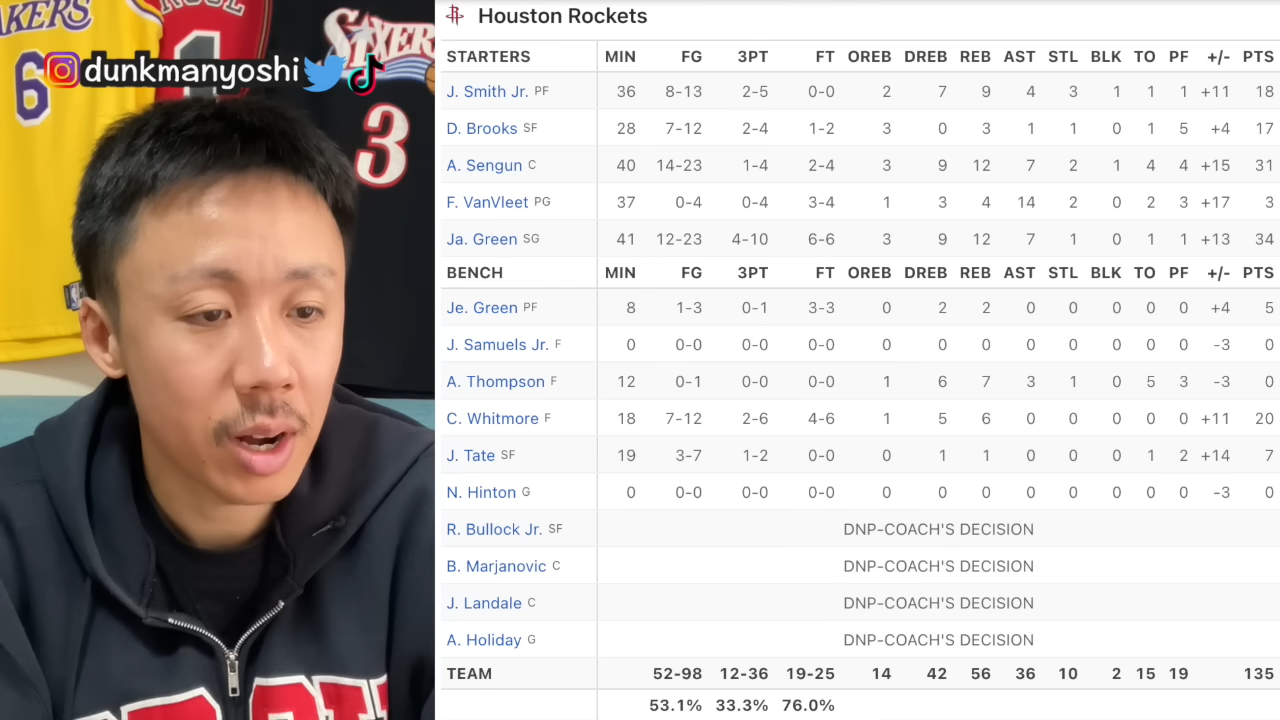 AKERS
6
1
SIXERS
3
dunkmanyoshi
Houston Rockets
STARTERS MIN FG 3PT FT OREB DREB REB AST STL BLK TO PF +/- PTS
J. Smith Jr. PF 36 8-13 2-5 0-0 2 7 9 4 3 1 1 1 +11 18
D. Brooks SF 28 7-12 2-4 1-2 3 0 3 1 1 0 1 5 +4 17
A. Sengun C 40 14-23 1-4 2-4 3 9 12 7 2 1 4 4 +15 31
F. VanVleet PG 37 0-4 0-4 3-4 1 3 4 14 2 0 2 3 +17 3
Ja. Green SG 41 12-23 4-10 6-6 3 9 12 7 1 0 1 1 +13 34
BENCH MIN FG 3PT FT OREB DREB REB AST STL BLK TO PF +/- PTS
Je. Green PF 8 1-3 0-1 3-3 0 2 2 0 0 0 0 0 +4 5
J. Samuels Jr. F 0 0-0 0-0 0-0 0 0 0 0 0 0 0 0 -3 0
A. Thompson F 12 0-1 0-0 0-0 1 6 7 3 1 0 5 3 -3 0
C. Whitmore F 18 7-12 2-6 4-6 1 5 6 0 0 0 0 0 +11 20
J. Tate SF 19 3-7 1-2 0-0 0 1 1 0 0 0 1 2 +14 7
N. Hinton G 0 0-0 0-0 0-0 0 0 0 0 0 0 0 0 -3 0
R. Bullock Jr. SF DNP-COACH'S DECISION
B. Marjanovic C DNP-COACH'S DECISION
J. Landale C DNP-COACH'S DECISION
A. Holiday G DNP-COACH'S DECISION
TEAM 52-98 12-36 19-25 14 42 56 36 10 2 15 19 135
53.1% 33.3% 76.0%